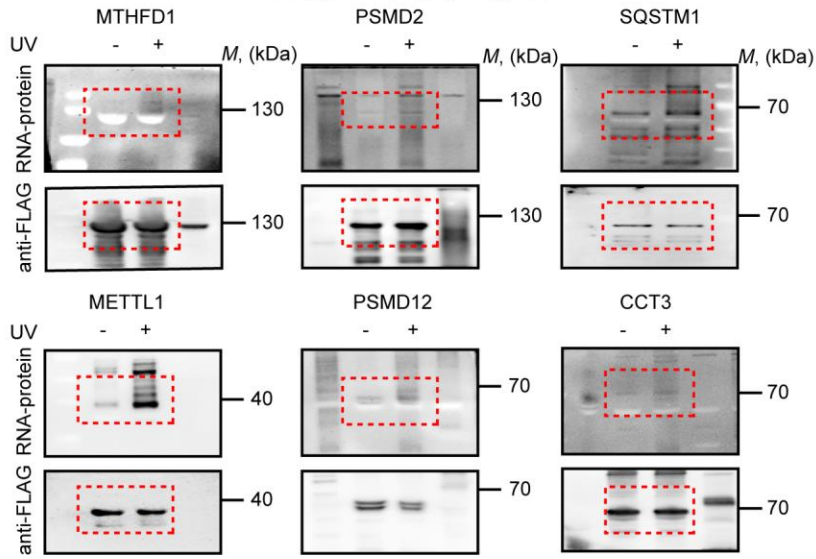 MTHFD1 PSMD2 SQSTM1
UV - + - + - +
M, (kDa) M, (kDa) M, (kDa)
RNA-protein 130 130 70
anti-FLAG 130 130 70
METTL1 PSMD12 CCT3
UV - + - + - +
RNA-protein 40 70 70
anti-FLAG 40 70 70